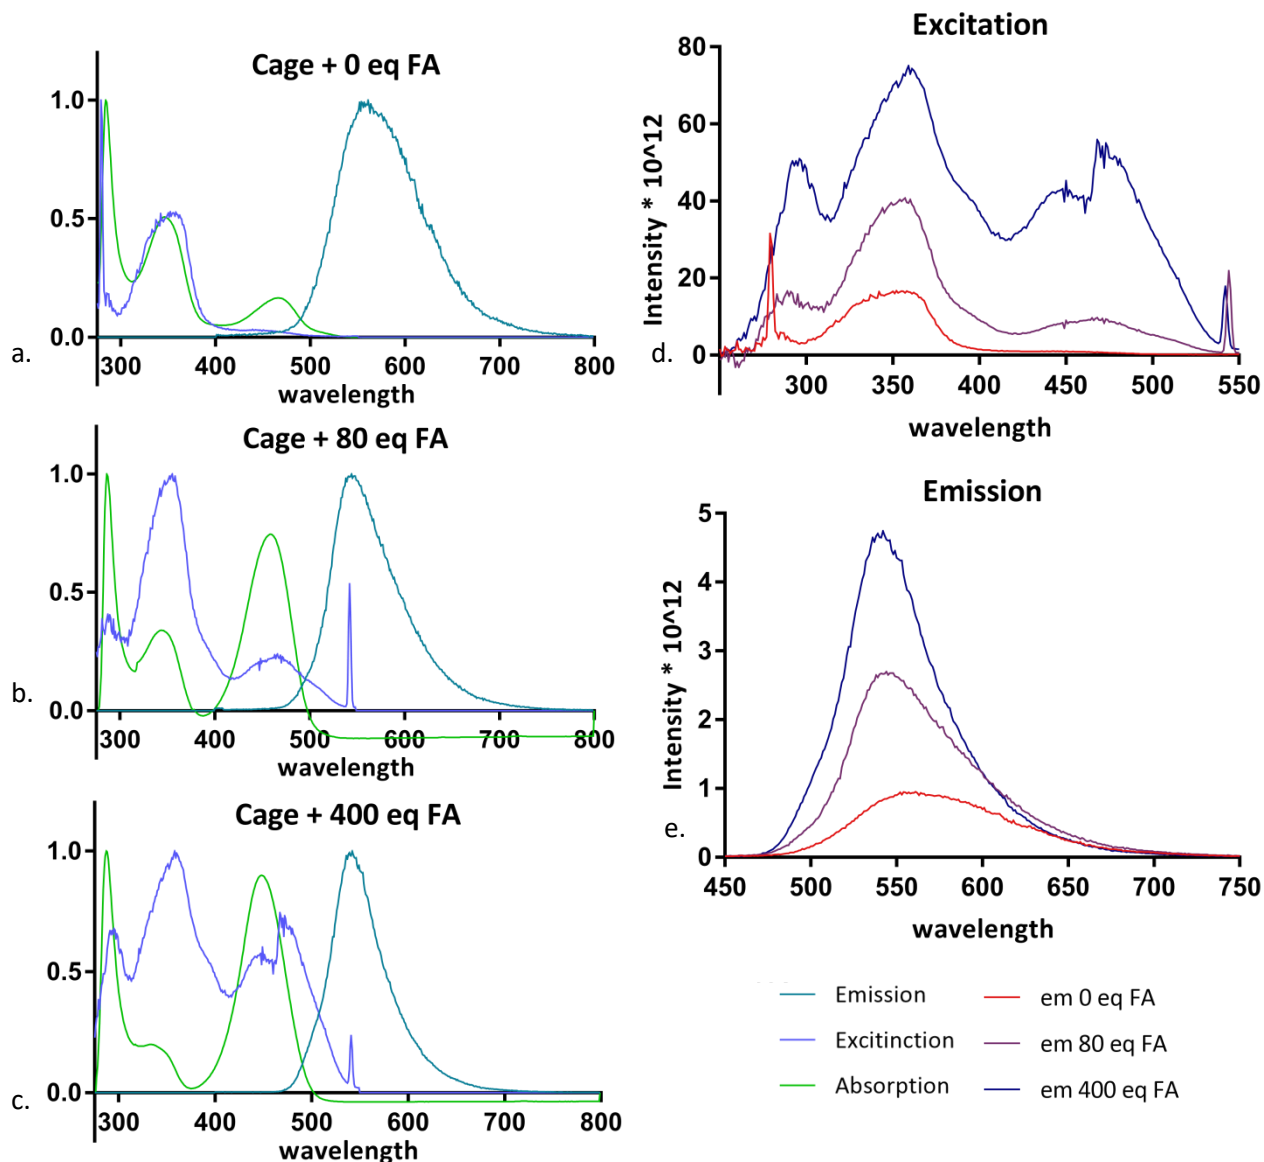 Cage + 0 eq FA
1.0
0.5
0.0
300 400 500 600 700 800
wavelength
a.
Cage + 80 eq FA
1.0
0.5
0.0
300 400 500 600 700 800
wavelength
b.
Cage + 400 eq FA
1.0
0.5
0.0
300 400 500 600 700 800
wavelength
c.
Excitation
80
60
40
20
0
Intensity * 10^12
300 350 400 450 500 550
wavelength
d.
Emission
5
4
3
2
1
0
Intensity * 10^12
450 500 550 600 650 700 750
wavelength
e.
Emission
Excitinction
Absorption
em 0 eq FA
em 80 eq FA
em 400 eq FA